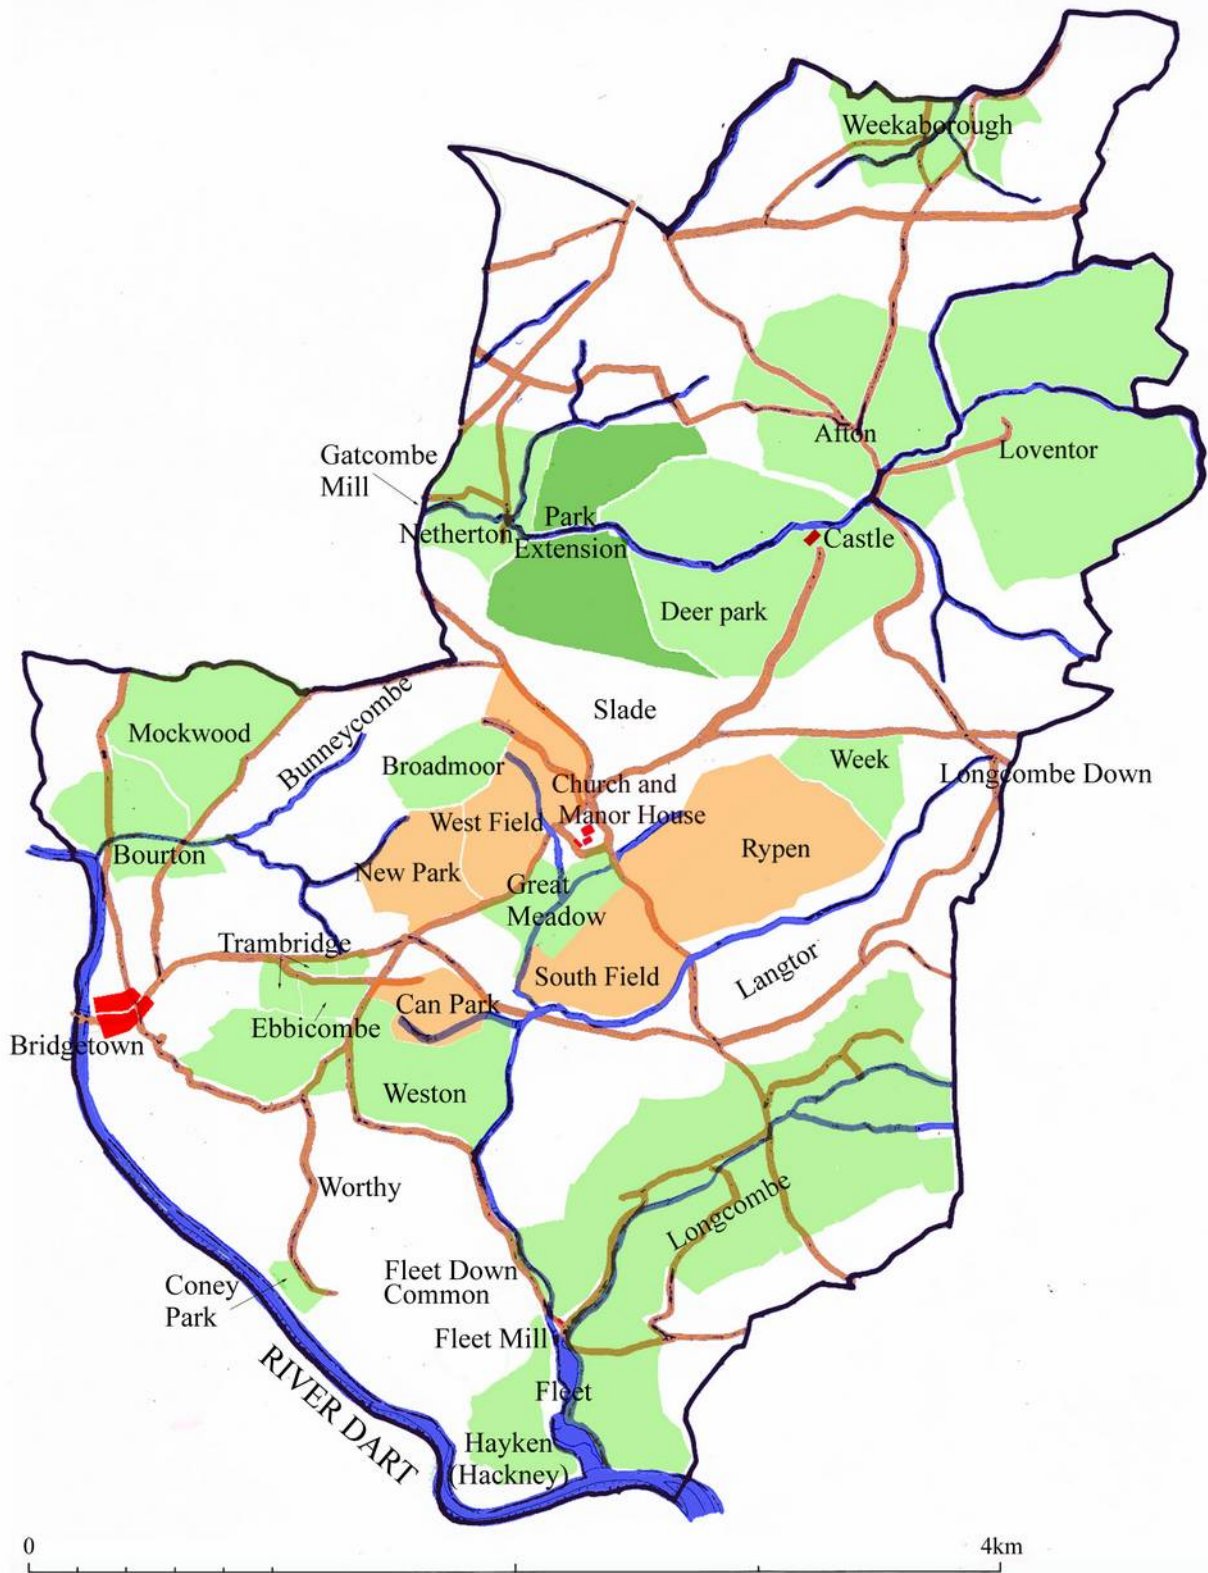 Weekaborough
Afton
Loventor
Gatcombe
Mill
Netherton
Park
Extension
Castle
Deer park
Slade
Mockwood
Bunneycombe
Broadmoor
Week
Longcombe Down
Church and
Manor House
West Field
Bourton
New Park
Rypen
Great
Meadow
Trambridge
South Field
Langtor
Can Park
Ebbicombe
Bridgetown
Weston
Worthy
Longcombe
Coney
Park
Fleet Down
Common
Fleet Mill
RIVER DART
Fleet
Hayken
(Hackney)
0
4km